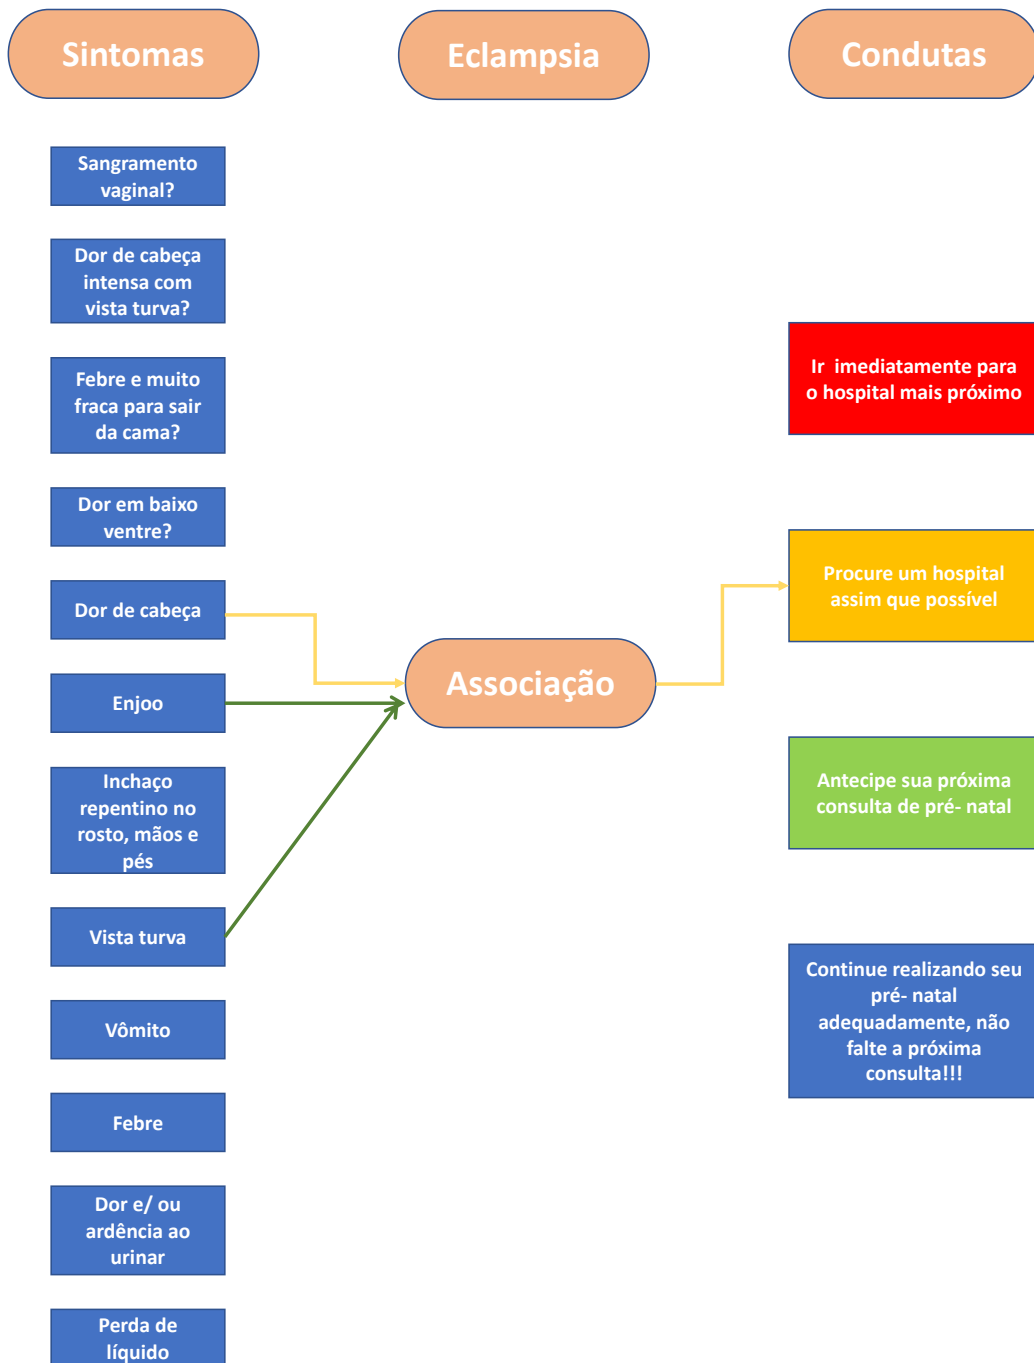 Sintomas
Eclampsia
Condutas
Sangramento
vaginal?
Dor de cabeça
intensa com
vista turva?
Febre e muito
fraca para sair
da cama?
Dor em baixo
ventre?
Dor de cabeça
Enjoo
Inchaço
repentino no
rosto, mãos e
pés
Vista turva
Vômito
Febre
Dor e/ ou
ardência ao
urinar
Perda de
líquido
Associação
Ir  imediatamente para
o hospital mais próximo
Procure um hospital
assim que possível
Antecipe sua próxima
consulta de pré- natal
Continue realizando seu
pré- natal
adequadamente, não
falte a próxima
consulta!!!